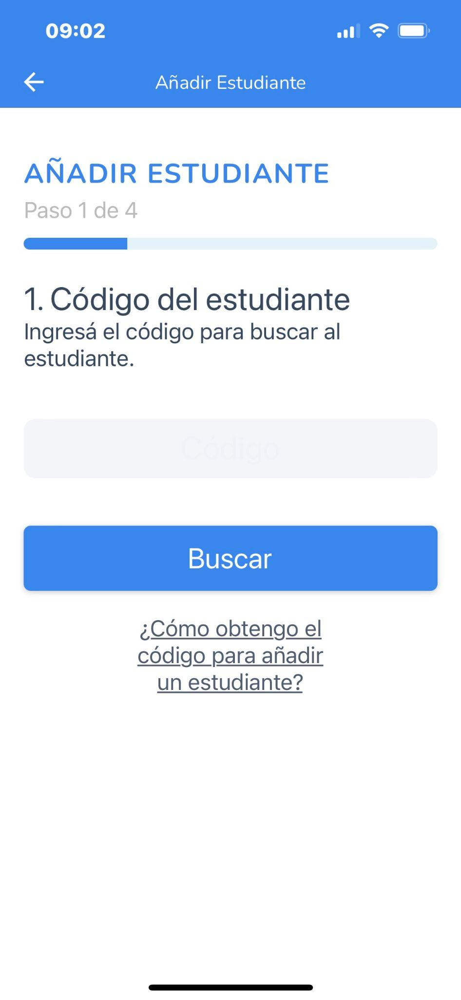 09:02
Añadir Estudiante
AÑADIR ESTUDIANTE
Paso 1 de 4
1. Código del estudiante
Ingresá el código para buscar al
estudiante.
Código
Buscar
¿Cómo obtengo el
código para añadir
un estudiante?